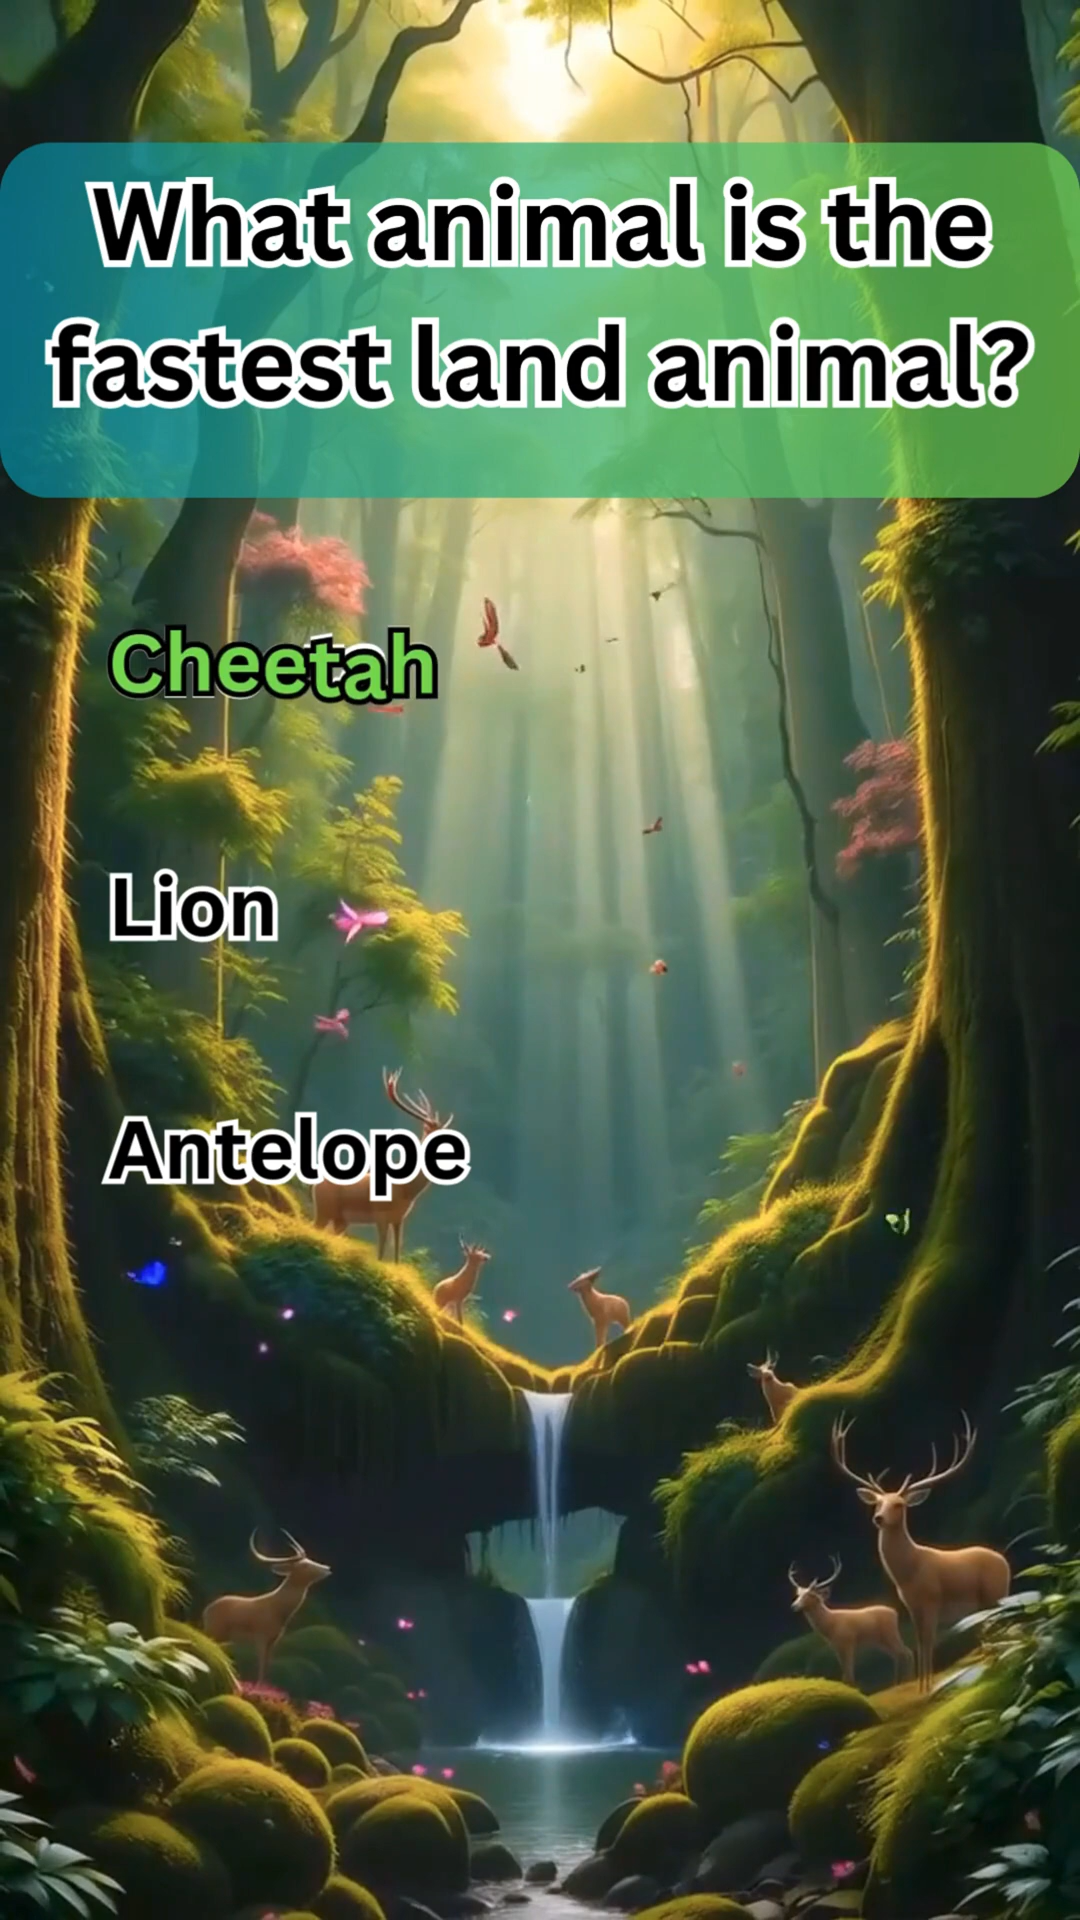 What animal is the
fastest land animal?
Cheetah
Lion
Antelope